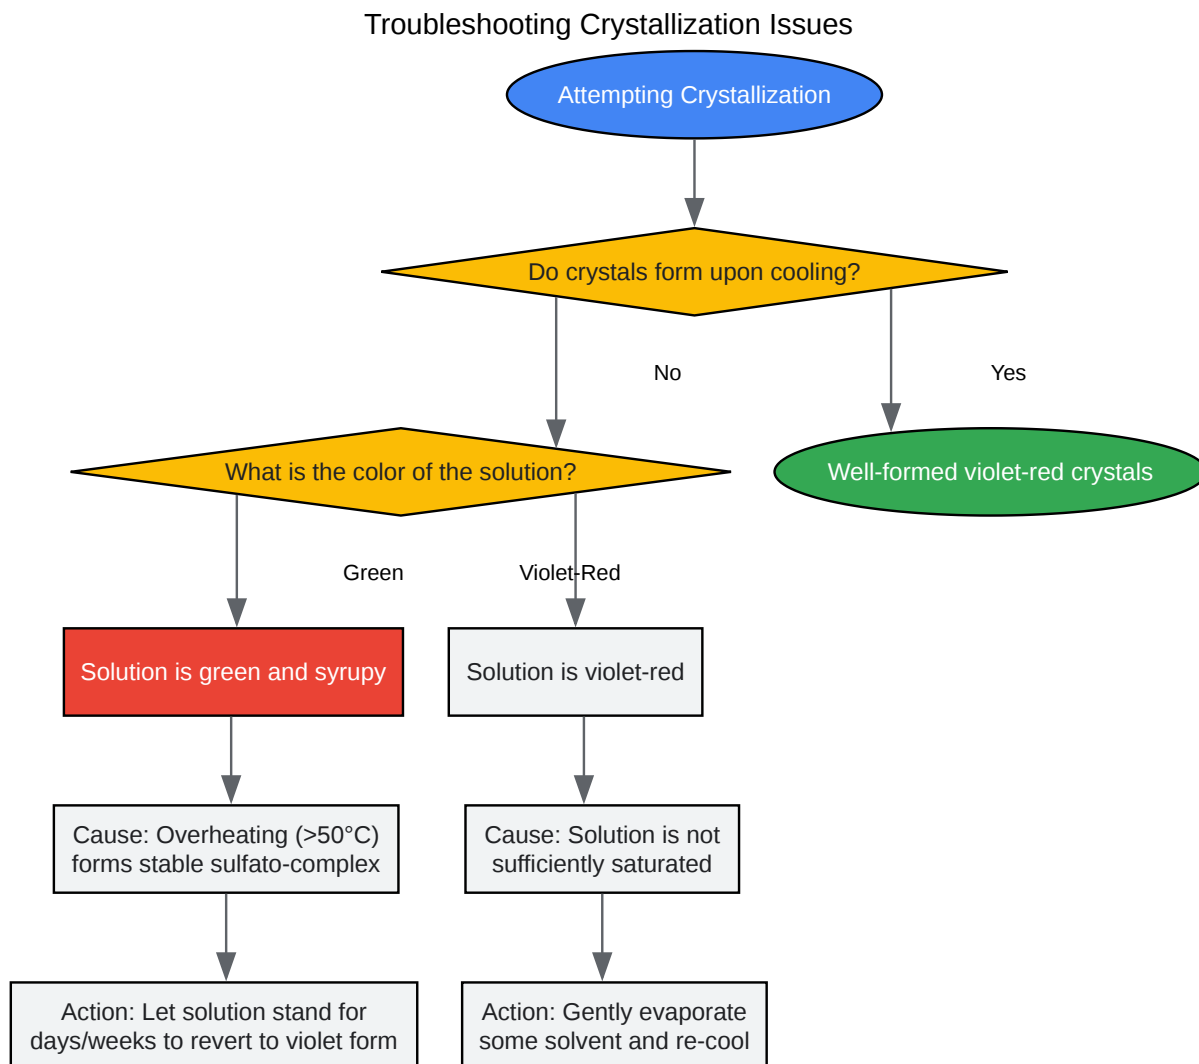 Troubleshooting Crystallization Issues
Attempting Crystallization
Do crystals form upon cooling?
No
Yes
What is the color of the solution?
Well-formed violet-red crystals
Green
Violet-Red
Solution is green and syrupy
Solution is violet-red
Cause: Overheating (>50°C)
forms stable sulfato-complex
Cause: Solution is not
sufficiently saturated
Action: Let solution stand for
days/weeks to revert to violet form
Action: Gently evaporate
some solvent and re-cool